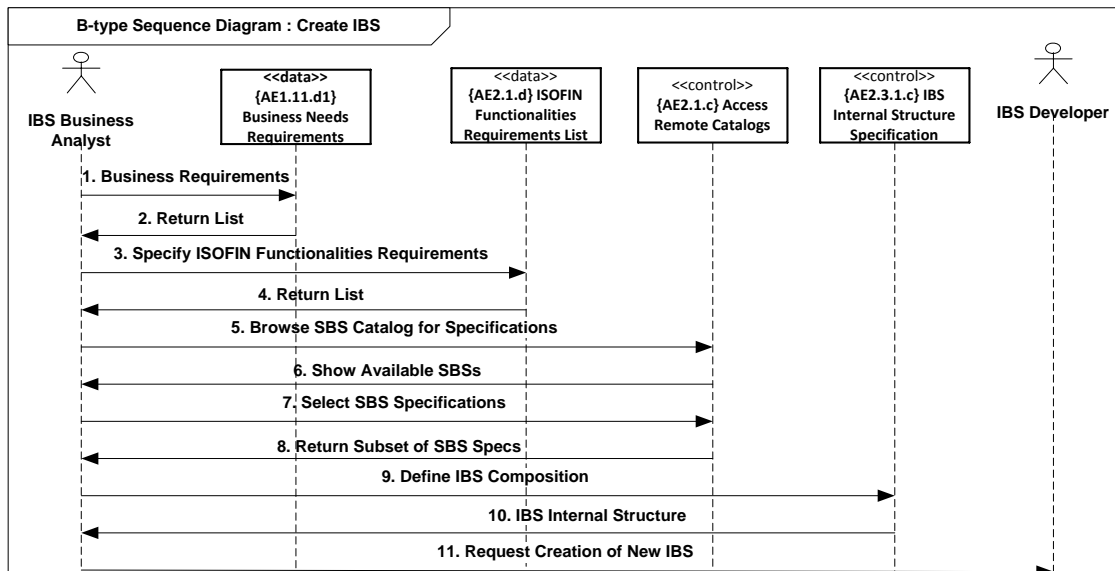 B-type Sequence Diagram : Create IBS
IBS Business
Analyst
<<data>>
{AE1.11.d1}
Business Needs
Requirements
<<data>>
{AE2.1.d} ISOFIN
Functionalities
Requirements List
<<control>>
{AE2.1.c} Access
Remote Catalogs
<<control>>
{AE2.3.1.c} IBS
Internal Structure
Specification
IBS Developer
1. Business Requirements
2. Return List
3. Specify ISOFIN Functionalities Requirements
4. Return List
5. Browse SBS Catalog for Specifications
6. Show Available SBSs
7. Select SBS Specifications
8. Return Subset of SBS Specs
9. Define IBS Composition
10. IBS Internal Structure
11. Request Creation of New IBS